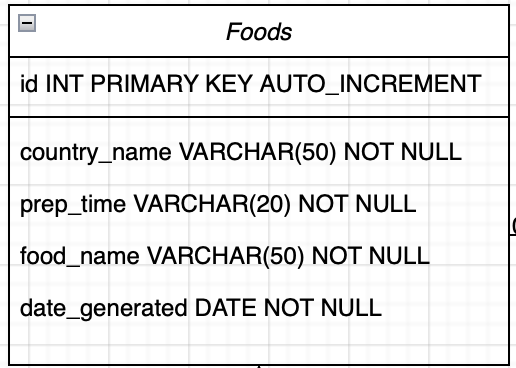 Foods
id INT PRIMARY KEY AUTO_INCREMENT
country_name VARCHAR(50) NOT NULL
prep_time VARCHAR(20) NOT NULL
food_name VARCHAR(50) NOT NULL
date_generated DATE NOT NULL